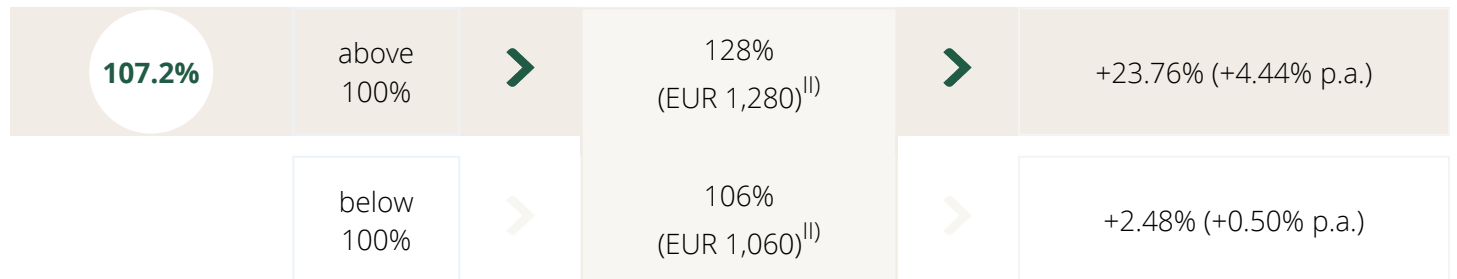 107.2%
above
100%
128%
(EUR 1,280)II)
+23.76% (+4.44% p.a.)
below
100%
106%
(EUR 1,060)II)
+2.48% (+0.50% p.a.)